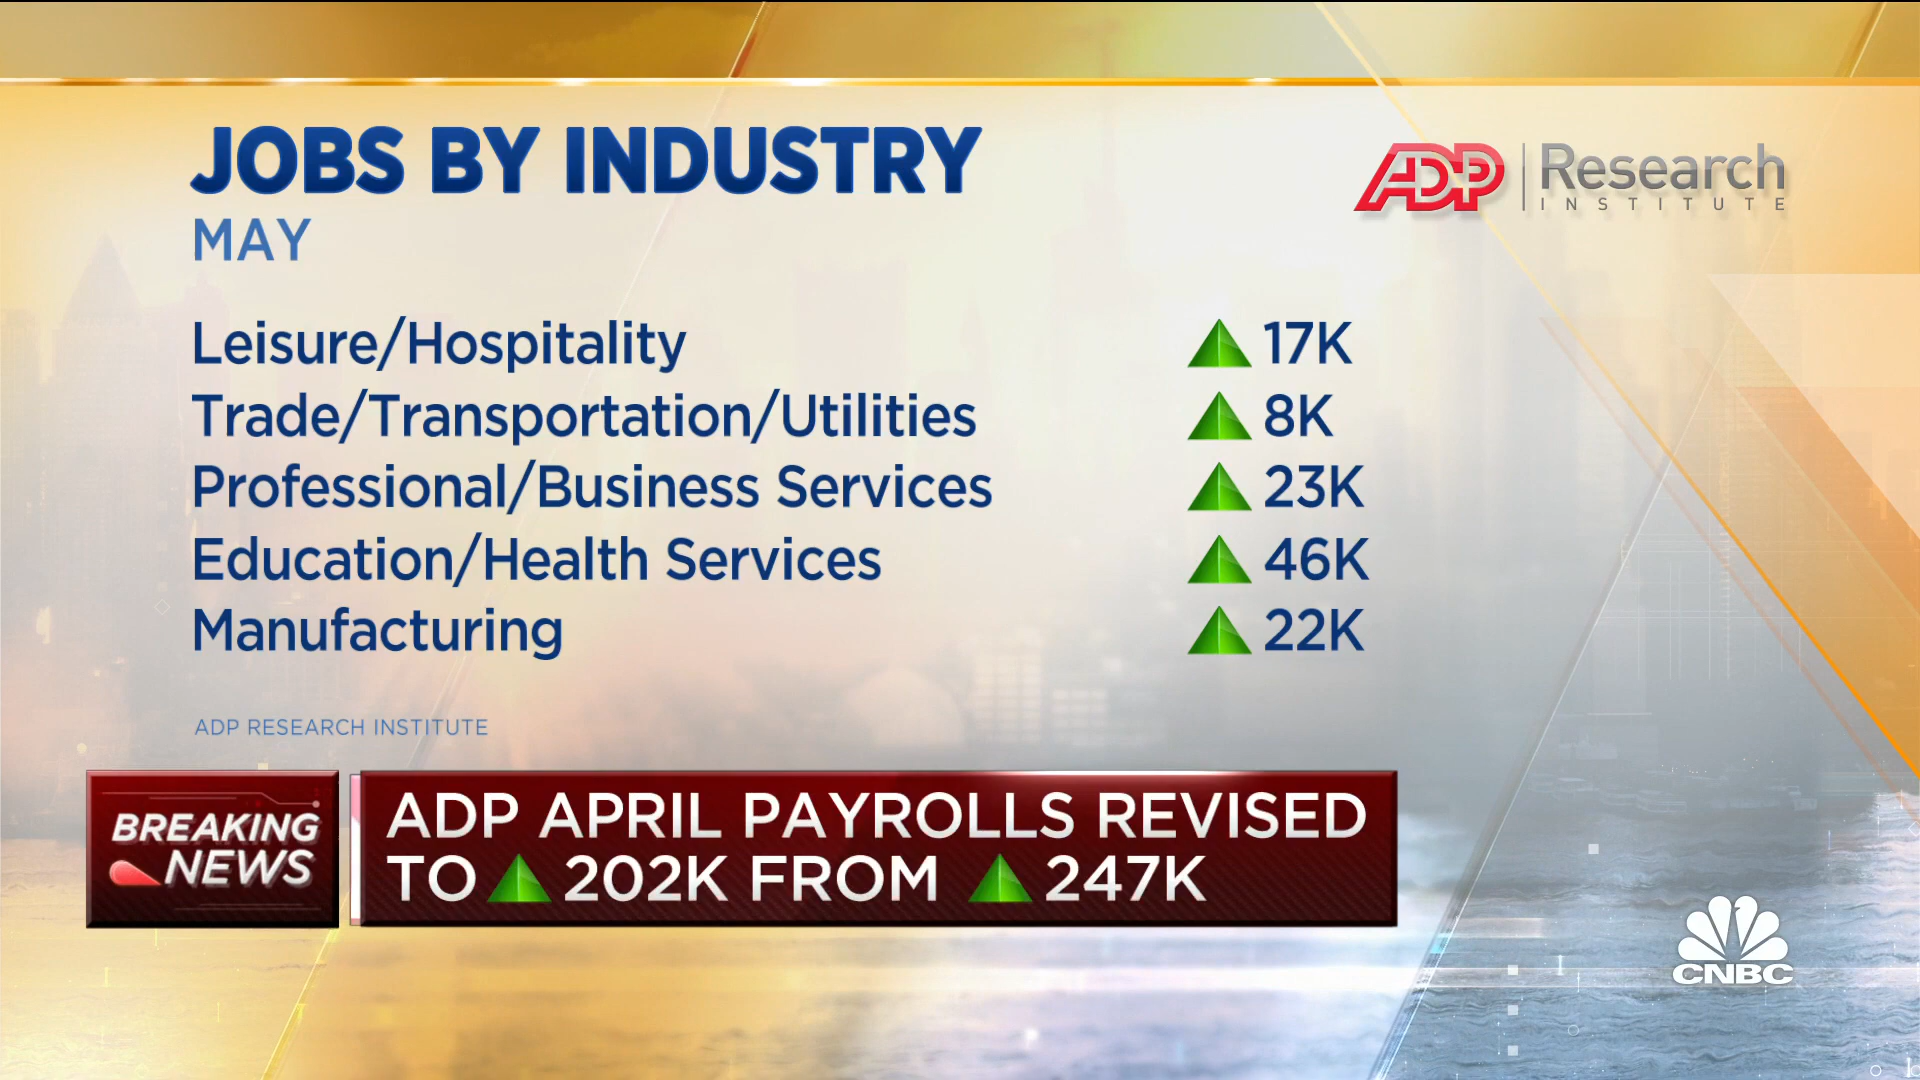 JOBS BY INDUSTRY
MAY
ADP Research
INSTITUTE
Leisure/Hospitality ▲ 17K
Trade/Transportation/Utilities ▲ 8K
Professional/Business Services ▲ 23K
Education/Health Services ▲ 46K
Manufacturing ▲ 22K
ADP RESEARCH INSTITUTE
BREAKING
NEWS
ADP APRIL PAYROLLS REVISED
TO ▲ 202K FROM ▲ 247K
CNBC